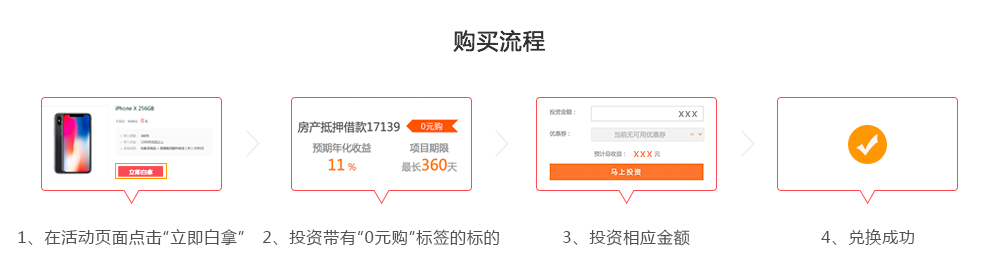 购买流程
iPhone X 256GB
立即白拿
房产抵押借款17139
0元购
预期年化收益
项目期限
11 %
最长360天
投资金额：
XXX
优惠券：
当前无可用优惠券
预计总收益： XXX 元
马上投资
1、在活动页面点击“立即白拿”
2、投资带有“0元购”标签的标的
3、投资相应金额
4、兑换成功